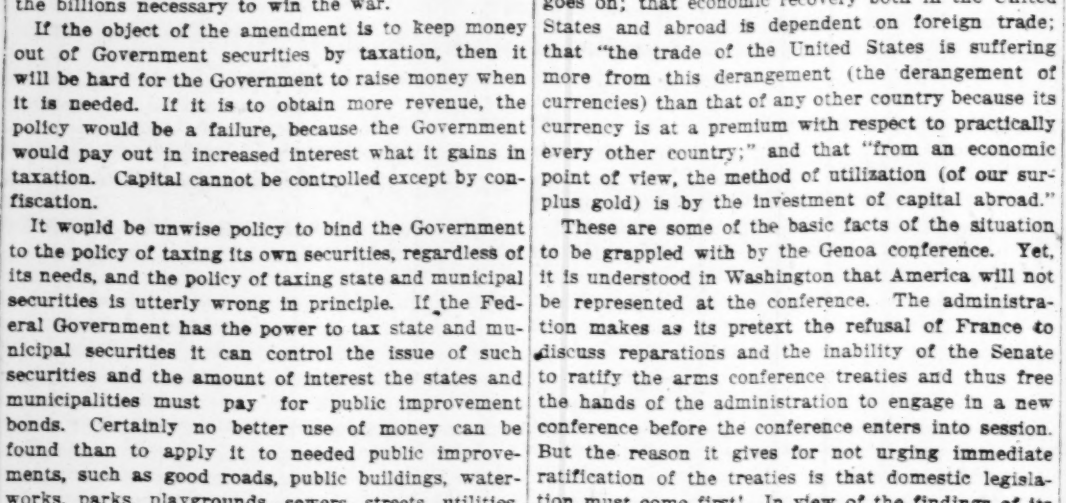 the billions necessary to win the war.
If the object of the amendment is to keep money
out of Government securities by taxation, then it
will be hard for the Government to raise money when
it is needed. If it is to obtain more revenue, the
policy would be a failure, because the Government
would pay out in increased interest what it gains in
taxation. Capital cannot be controlled except by con-
fiscation.
It would be unwise policy to bind the Government
to the policy of taxing its own securities, regardless of
its needs, and the policy of taxing state and municipal
securities is utterly wrong in principle. If the Fed-
eral Government has the power to tax state and mu-
nicipal securities it can control the issue of such
securities and the amount of interest the states and
municipalities must pay for public improvement
bonds. Certainly no better use of money can be
found than to apply it to needed public improve-
ments, such as good roads, public buildings, water-
works, parks, playgrounds, sewers, streets, utilities,
goes on; that economic recovery both in the United
States and abroad is dependent on foreign trade;
that "the trade of the United States is suffering
more from this derangement (the derangement of
currencies) than that of any other country because its
currency is at a premium with respect to practically
every other country;" and that "from an economic
point of view, the method of utilization (of our sur-
plus gold) is by the investment of capital abroad."
These are some of the basic facts of the situation
to be grappled with by the Genoa conference. Yet,
it is understood in Washington that America will not
be represented at the conference. The administra-
tion makes as its pretext the refusal of France to
discuss reparations and the inability of the Senate
to ratify the arms conference treaties and thus free
the hands of the administration to engage in a new
conference before the conference enters into session.
But the reason it gives for not urging immediate
ratification of the treaties is that domestic legisla-
tion must come first! In view of the findings of its